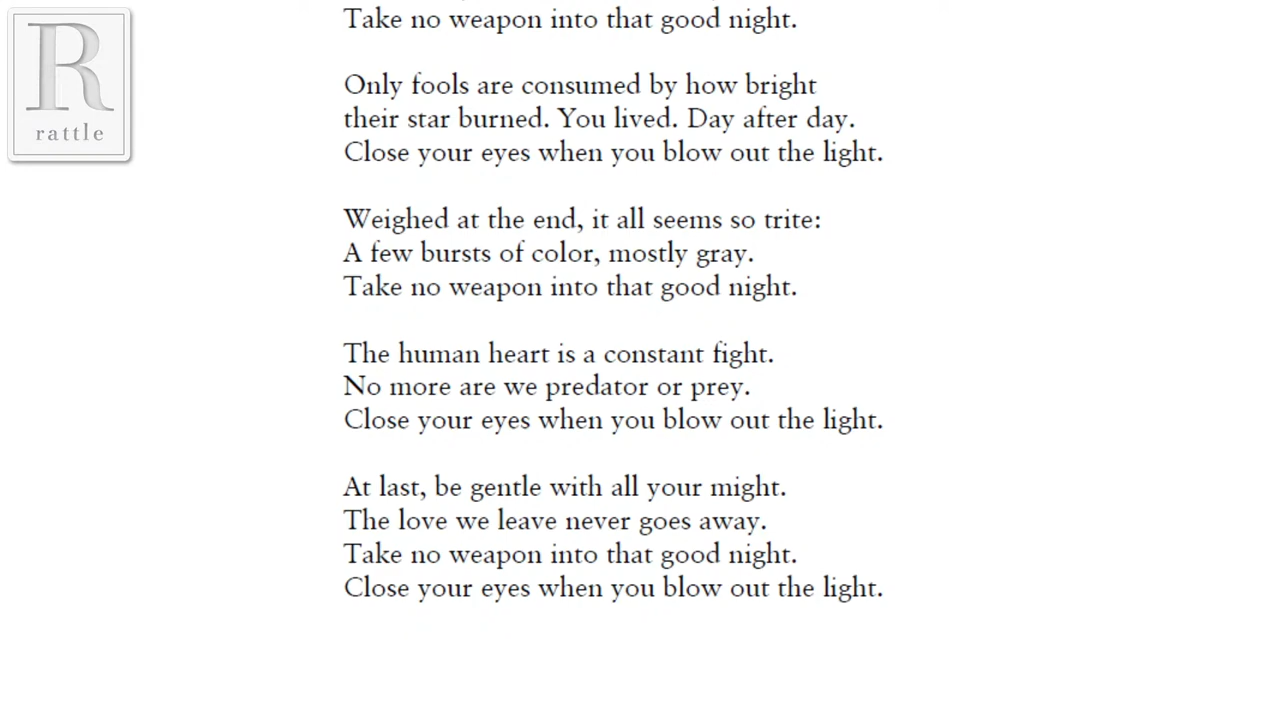 R
rattle
Take no weapon into that good night.
Only fools are consumed by how bright
their star burned. You lived. Day after day.
Close your eyes when you blow out the light.
Weighed at the end, it all seems so trite:
A few bursts of color, mostly gray.
Take no weapon into that good night.
The human heart is a constant fight.
No more are we predator or prey.
Close your eyes when you blow out the light.
At last, be gentle with all your might.
The love we leave never goes away.
Take no weapon into that good night.
Close your eyes when you blow out the light.